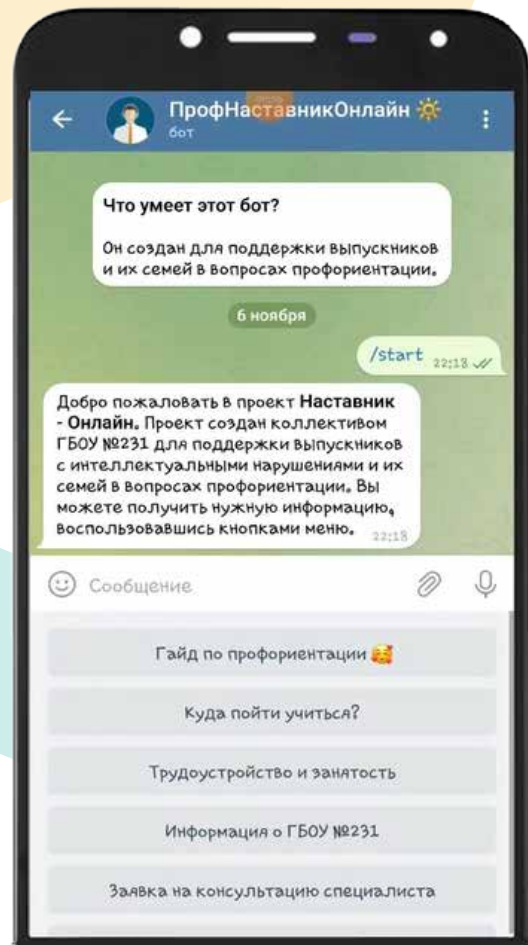 ПрофНаставникОнлайн
бот
Что умеет этот бот?
Он создан для поддержки выпускников
и их семей в вопросах профориентации.
6 ноября
/start 22:18
Добро пожаловать в проект Наставник
- Онлайн. Проект создан коллективом
ГБОУ №231 для поддержки выпускников
с интеллектуальными нарушениями и их
семей в вопросах профориентации. Вы
можете получить нужную информацию,
воспользовавшись кнопками меню. 22:18
Сообщение
Гайд по профориентации 🥰
Куда пойти учиться?
Трудоустройство и занятость
Информация о ГБОУ №231
Заявка на консультацию специалиста